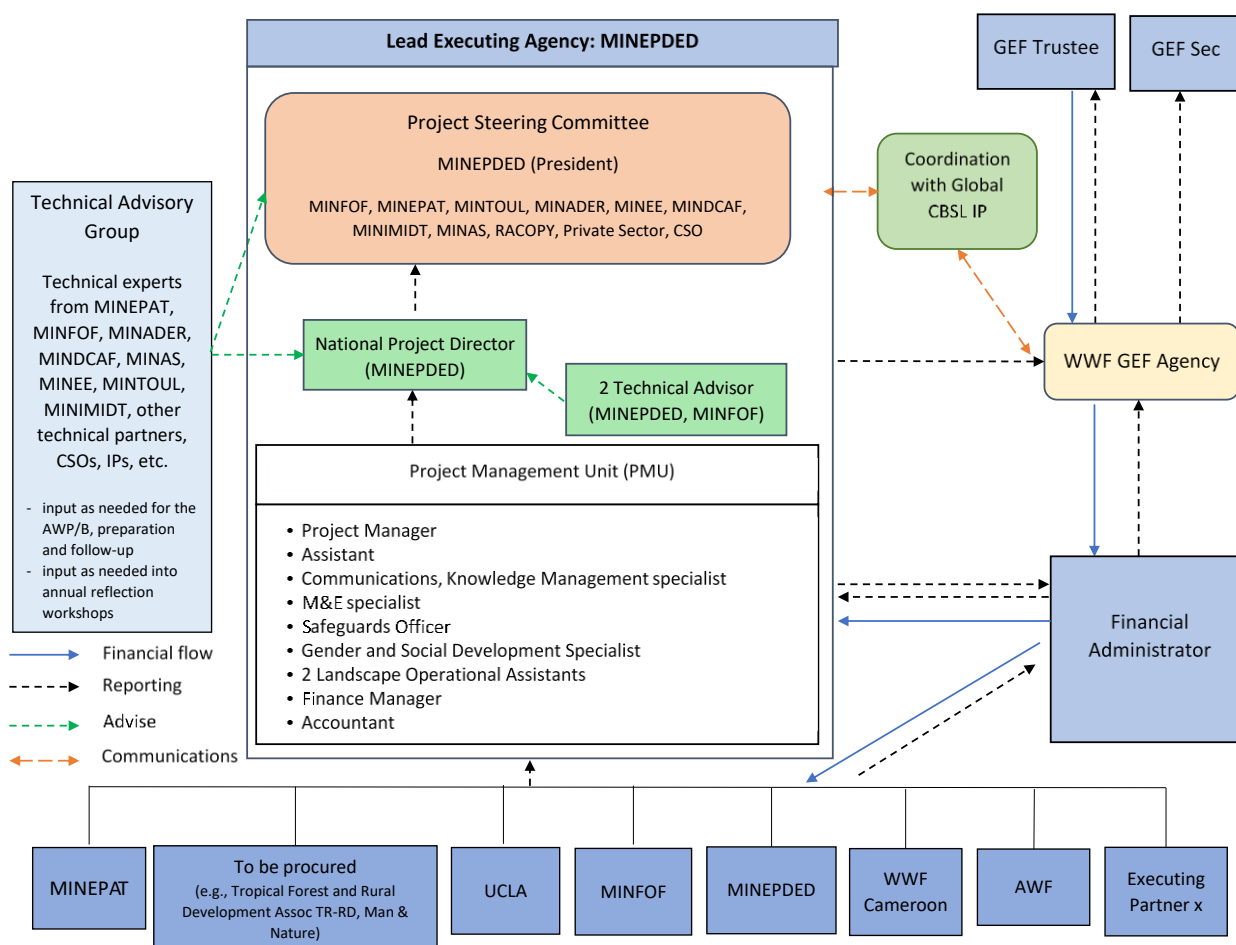 Lead Executing Agency: MINEPDED
GEF Trustee
GEF Sec
Project Steering Committee
MINEPDED (President)
MINFOF, MINEPAT, MINTOUL, MINADER, MINEE, MINDCAF,
MINIMIDT, MINAS, RACOPY, Private Sector, CSO
Coordination
with Global
CBSL IP
Technical Advisory
Group
Technical experts
from MINEPAT,
MINFOF, MINADER,
MINDCAF, MINAS,
MINEE, MINTOUL,
MINIMIDT, other
technical partners,
CSOs, IPs, etc.
- input as needed for the
AWP/B, preparation
and follow-up
- input as needed into
annual reflection
workshops
National Project Director
(MINEPDED)
2 Technical Advisor
(MINEPDED, MINFOF)
WWF GEF Agency
Project Management Unit (PMU)
• Project Manager
• Assistant
• Communications, Knowledge Management specialist
• M&E specialist
• Safeguards Officer
• Gender and Social Development Specialist
• 2 Landscape Operational Assistants
• Finance Manager
• Accountant
Financial
Administrator
Financial flow
Reporting
Advise
Communications
MINEPAT
To be procured
(e.g., Tropical Forest and Rural
Development Assoc TR-RD, Man &
Nature)
UCLA
MINFOF
MINEPDED
WWF
Cameroon
AWF
Executing
Partner x